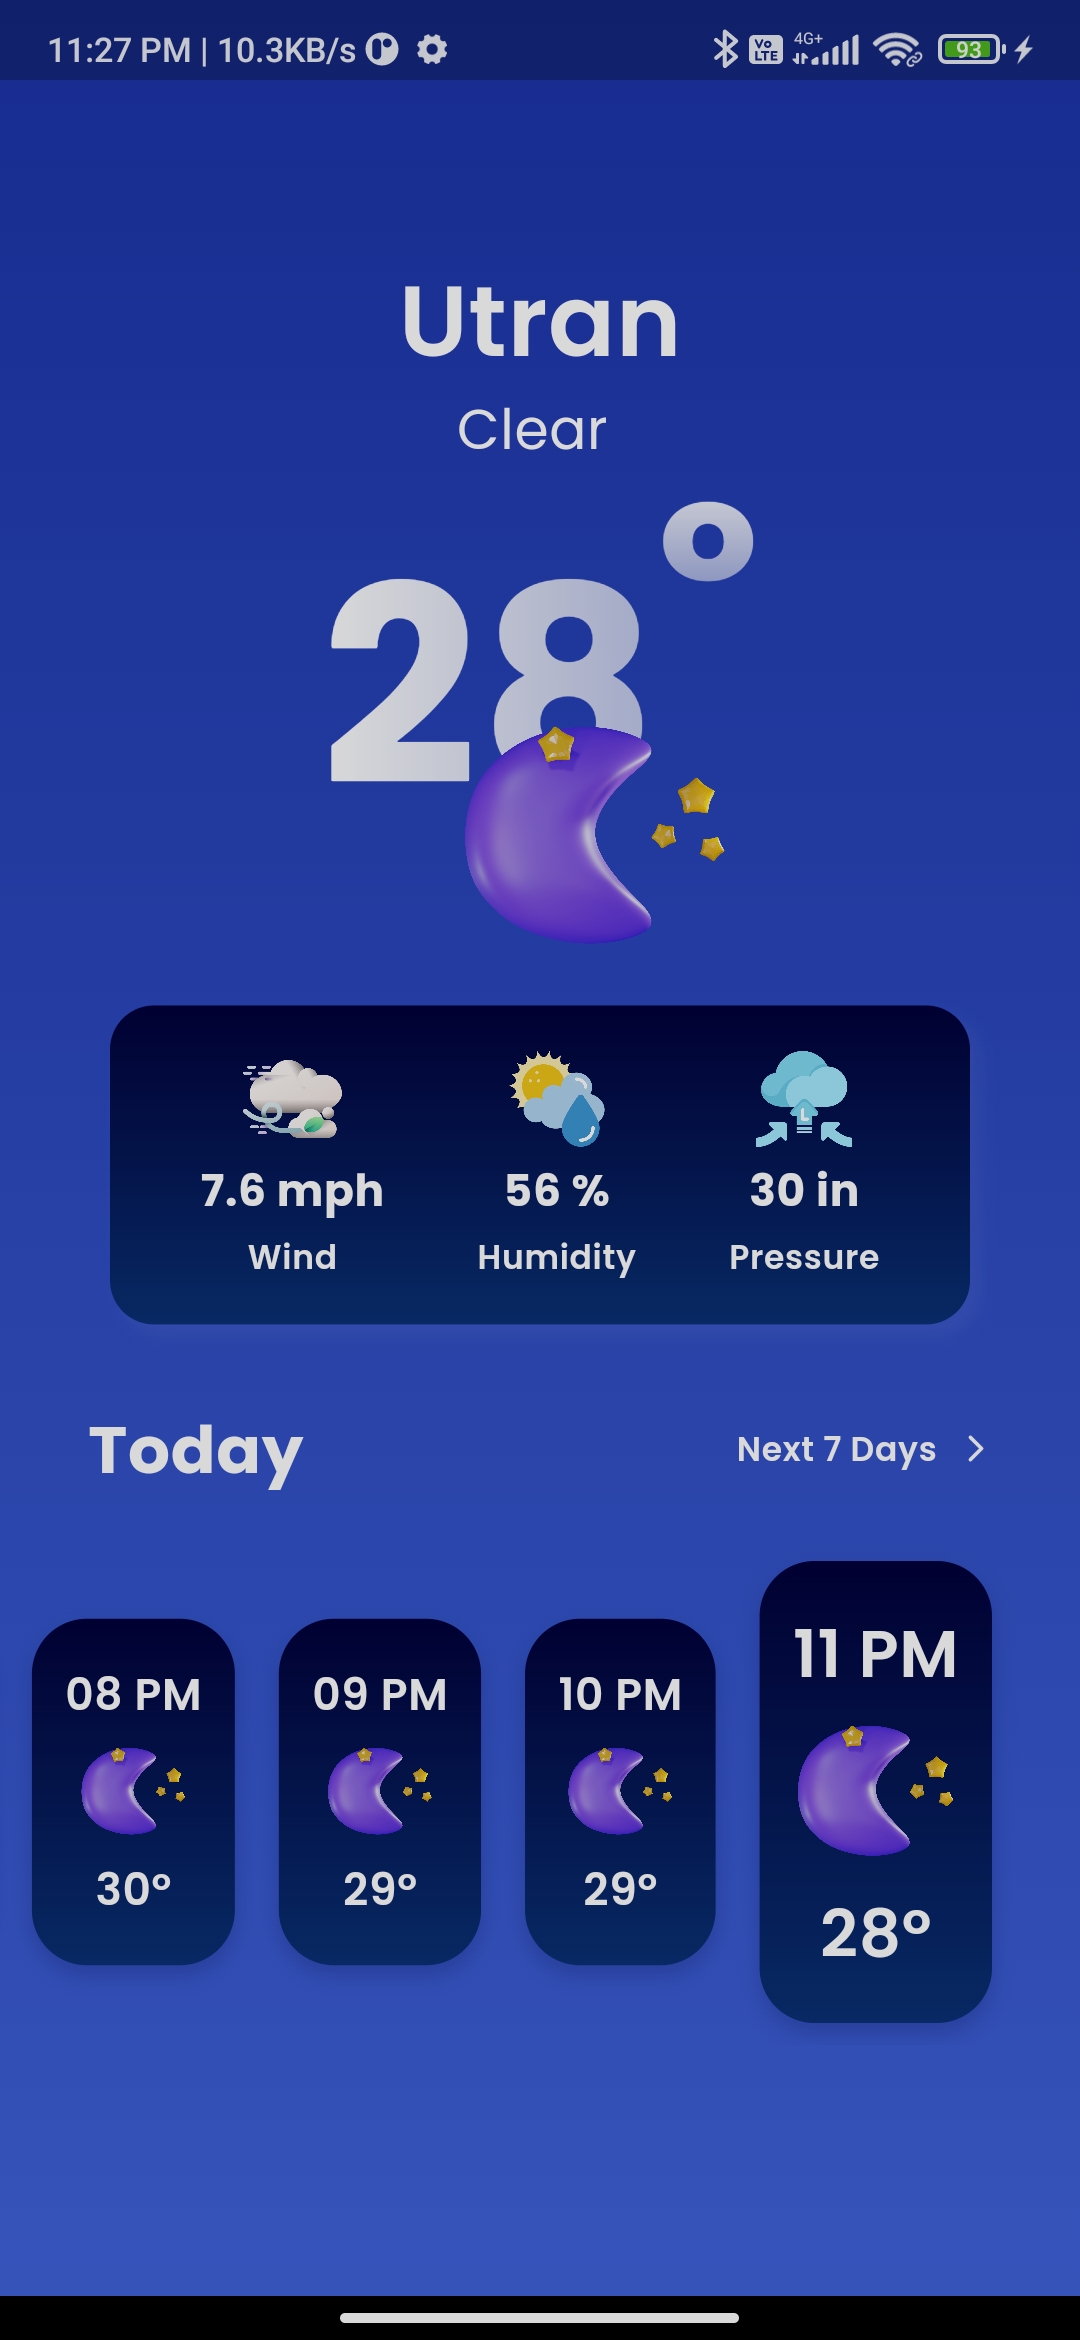 11:27 PM | 10.3KB/s
Vo LTE 4G+ 93
Utran
Clear
28°
L
7.6 mph 56 % 30 in
Wind Humidity Pressure
Today Next 7 Days
08 PM 09 PM 10 PM 11 PM
30° 29° 29° 28°